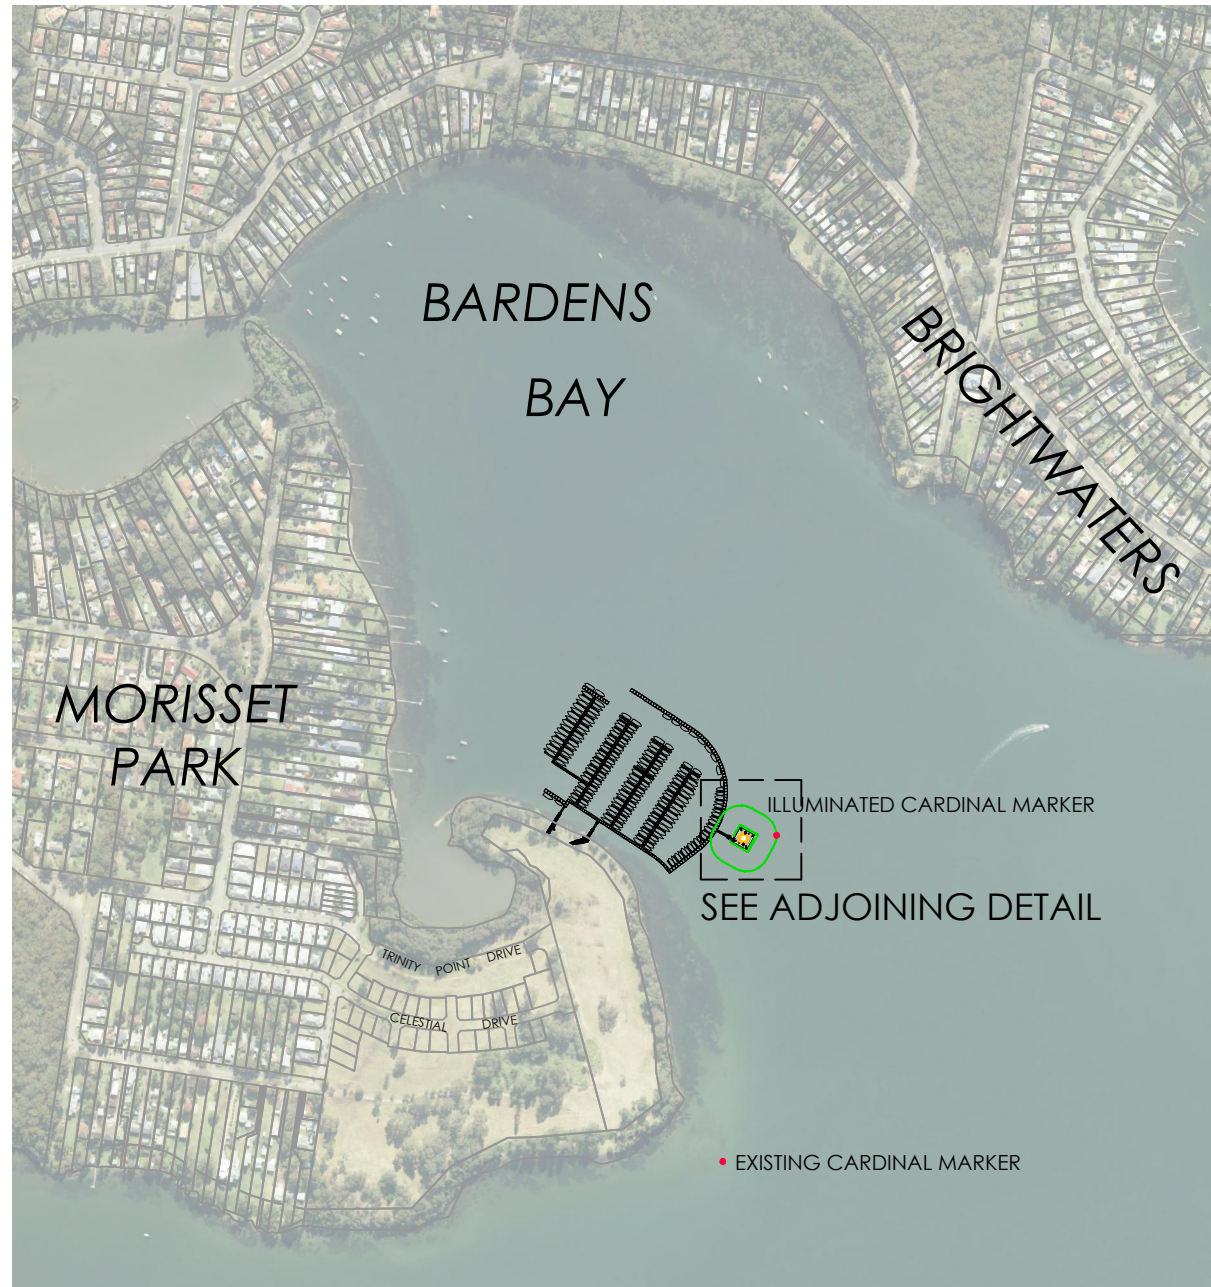 BARDENS
BAY
BRIGHTWATERS
MORISSET
PARK
ILLUMINATED CARDINAL MARKER
SEE ADJOINING DETAIL
TRINITY POINT DRIVE
CELESTIAL DRIVE
EXISTING CARDINAL MARKER